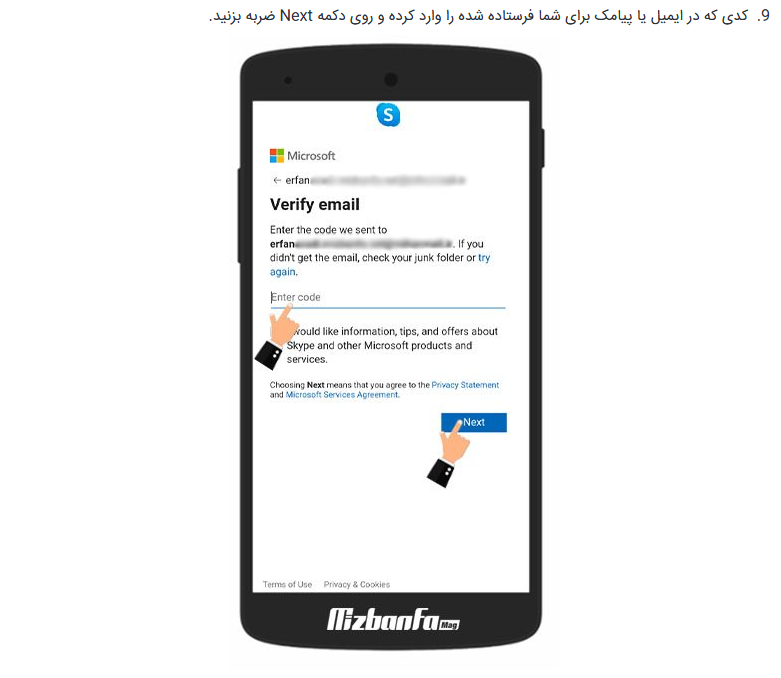 9. کدی که در ایمیل یا پیامک برای شما فرستاده شده را وارد کرده و روی دکمه Next ضربه بزنید.
S
Microsoft
← erfan
Verify email
Enter the code we sent to
erfan . If you
didn't get the email, check your junk folder or try
again.
Enter code
would like information, tips, and offers about
Skype and other Microsoft products and
services.
Choosing Next means that you agree to the Privacy Statement
and Microsoft Services Agreement.
Next
Terms of Use Privacy & Cookies
MizbanFa Mag